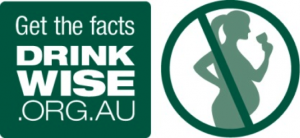 Get the facts
DRINK
WISE
.ORG.AU